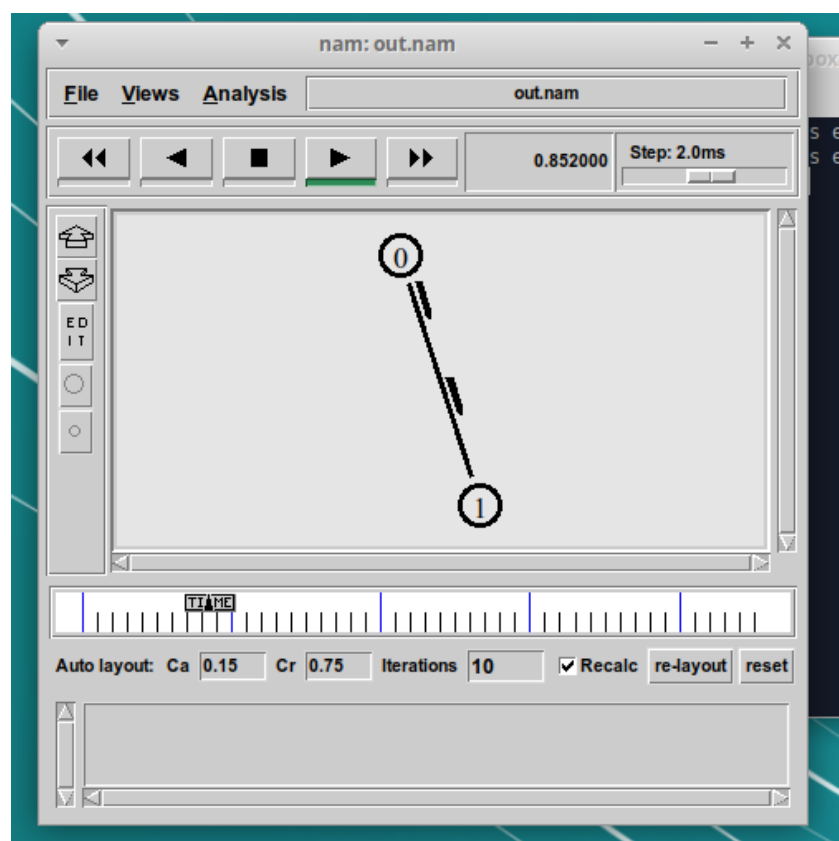 nam: out.nam
File Views Analysis out.nam
0.852000 Step: 2.0ms
0
ED
IT
1
TIME
Auto layout: Ca 0.15 Cr 0.75 Iterations 10 Recalc re-layout reset